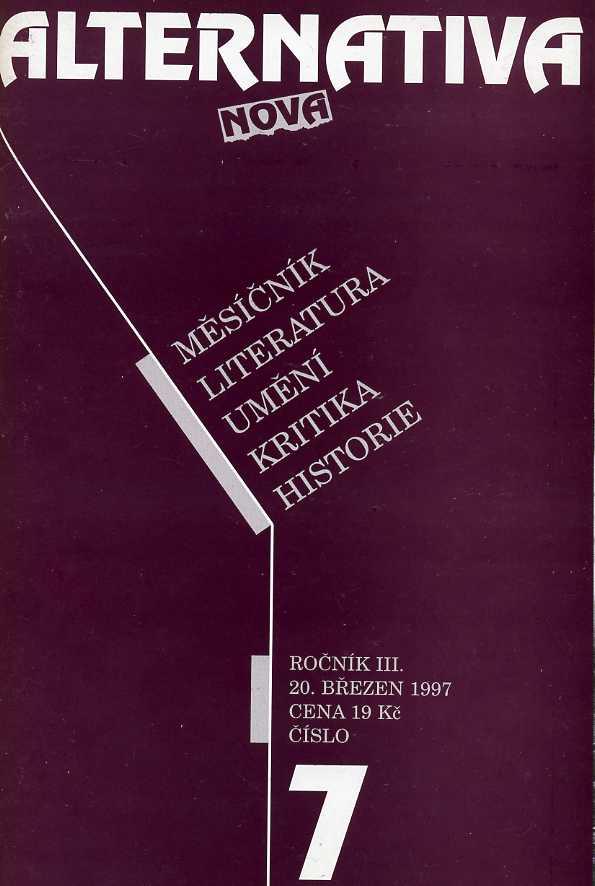 ALTERNATIVA
NOVA
MĚSÍČNÍK
LITERATURA
UMĚNÍ
KRITIKA
HISTORIE
ROČNÍK III.
20. BŘEZEN 1997
CENA 19 Kč
ČÍSLO
7